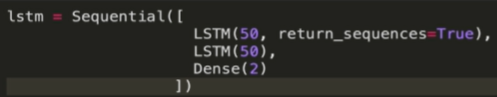 lstm = Sequential([
LSTM(50, return_sequences=True),
LSTM(50),
Dense(2)
])